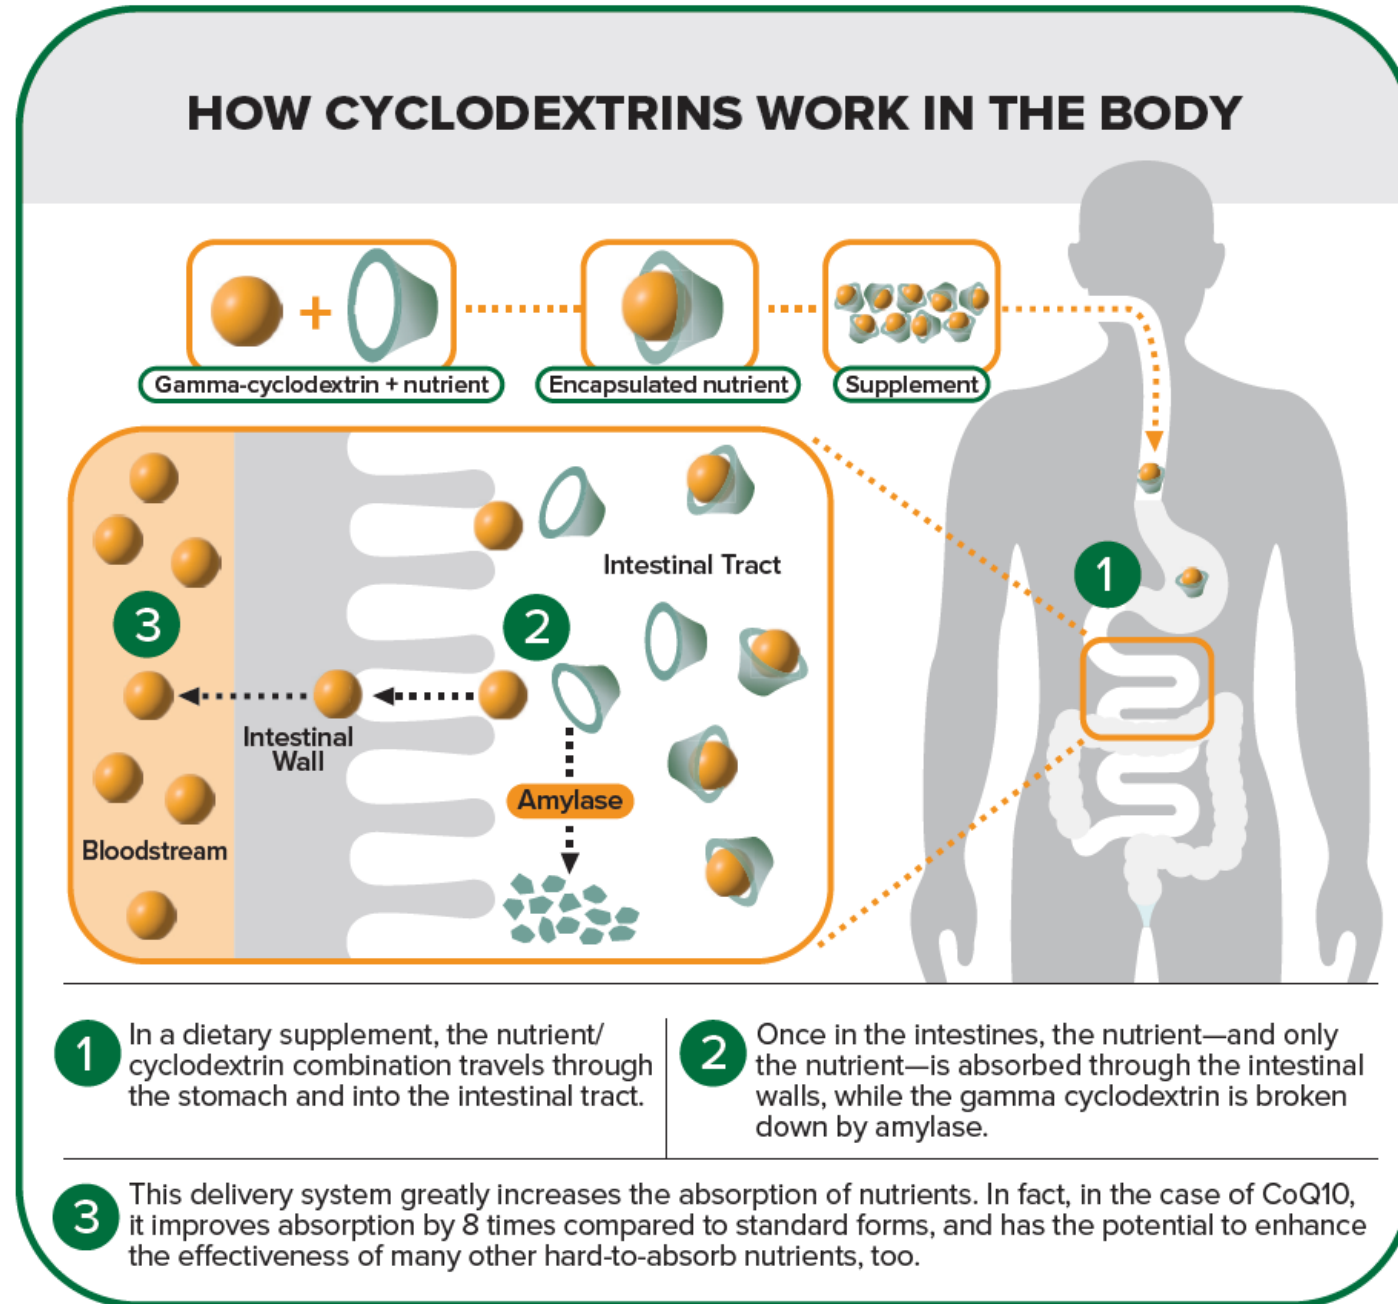 HOW CYCLODEXTRINS WORK IN THE BODY
+
Gamma-cyclodextrin + nutrient
Encapsulated nutrient
Supplement
Intestinal Tract
1
2
3
Intestinal
Wall
Amylase
Bloodstream
1
In a dietary supplement, the nutrient/
cyclodextrin combination travels through
the stomach and into the intestinal tract.
2
Once in the intestines, the nutrient—and only
the nutrient—is absorbed through the intestinal
walls, while the gamma cyclodextrin is broken
down by amylase.
3
This delivery system greatly increases the absorption of nutrients. In fact, in the case of CoQ10,
it improves absorption by 8 times compared to standard forms, and has the potential to enhance
the effectiveness of many other hard-to-absorb nutrients, too.